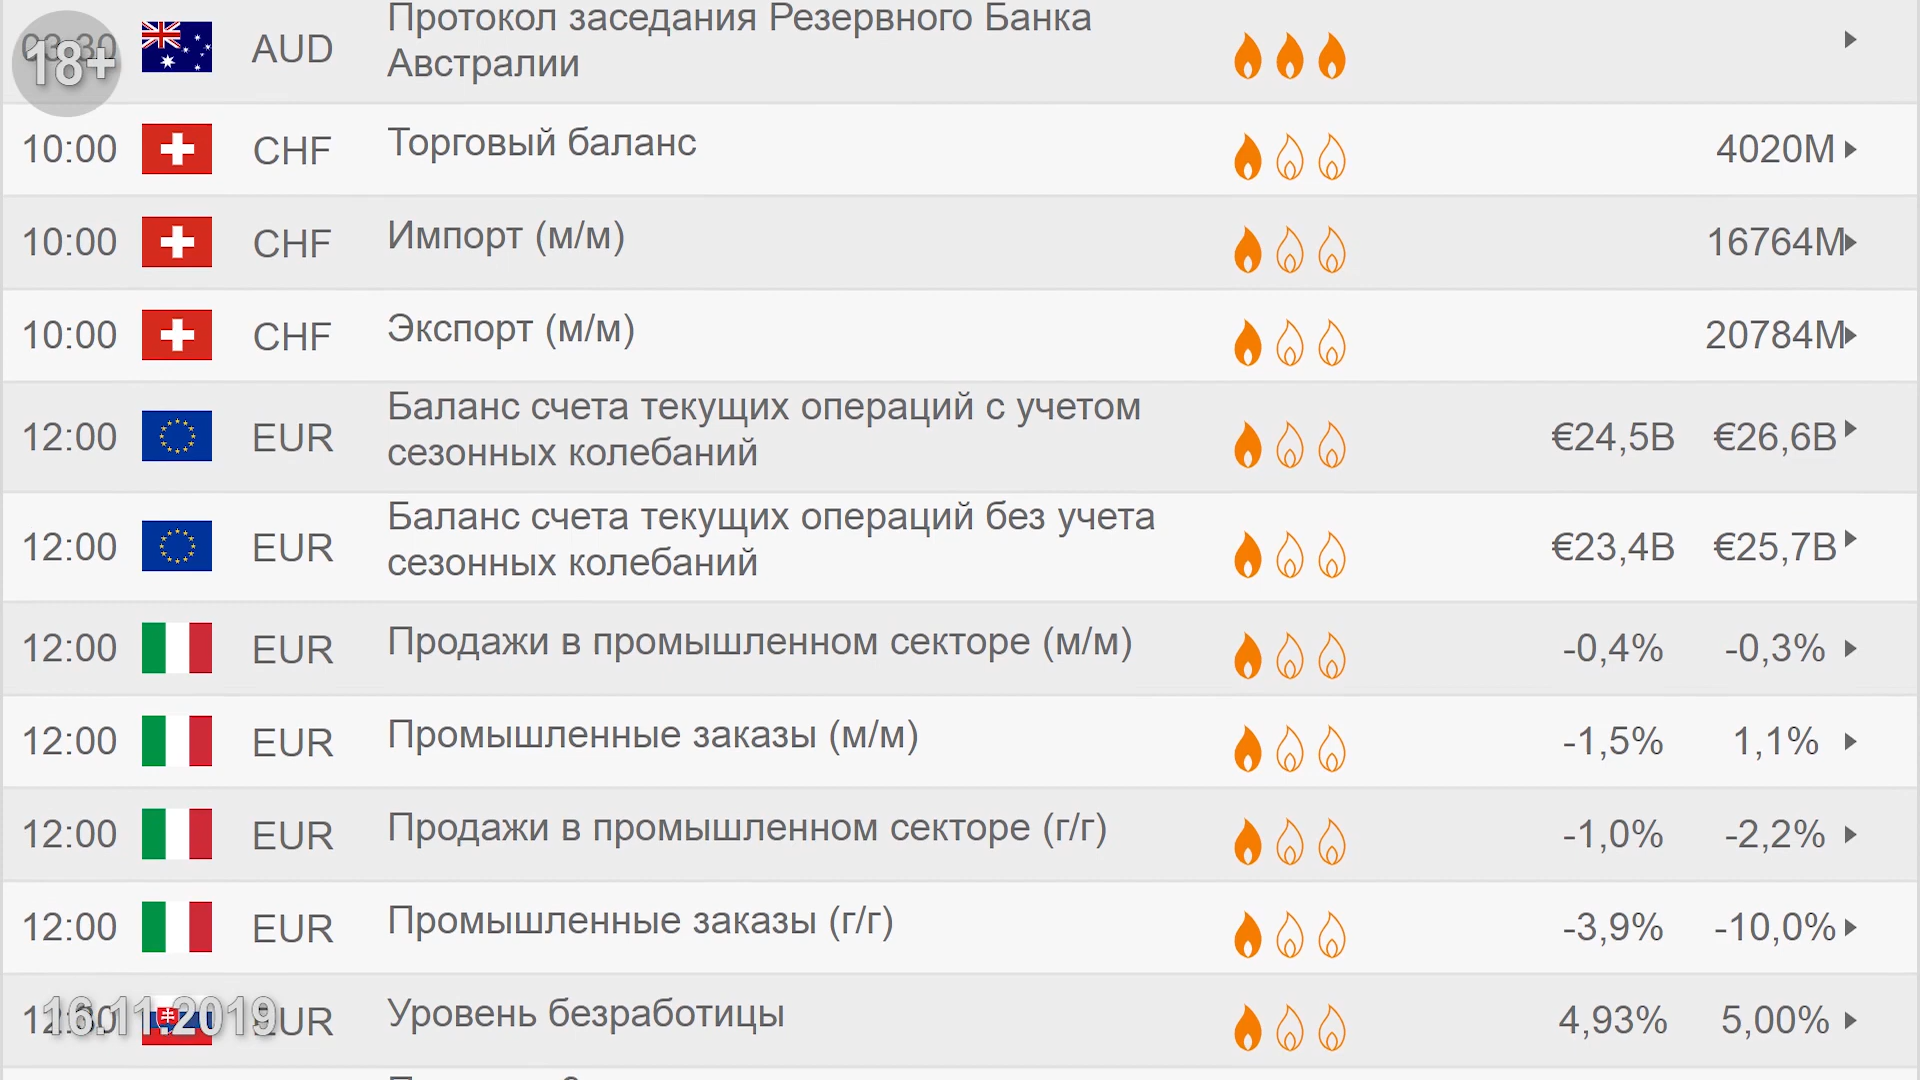 03:30 AUD Протокол заседания Резервного Банка
Австралии
18+
10:00 CHF Торговый баланс 4020M
10:00 CHF Импорт (м/м) 16764M
10:00 CHF Экспорт (м/м) 20784M
12:00 EUR Баланс счета текущих операций с учетом
сезонных колебаний €24,5B €26,6B
12:00 EUR Баланс счета текущих операций без учета
сезонных колебаний €23,4B €25,7B
12:00 EUR Продажи в промышленном секторе (м/м) -0,4% -0,3%
12:00 EUR Промышленные заказы (м/м) -1,5% 1,1%
12:00 EUR Продажи в промышленном секторе (г/г) -1,0% -2,2%
12:00 EUR Промышленные заказы (г/г) -3,9% -10,0%
EUR Уровень безработицы 4,93% 5,00%
16.11.2019